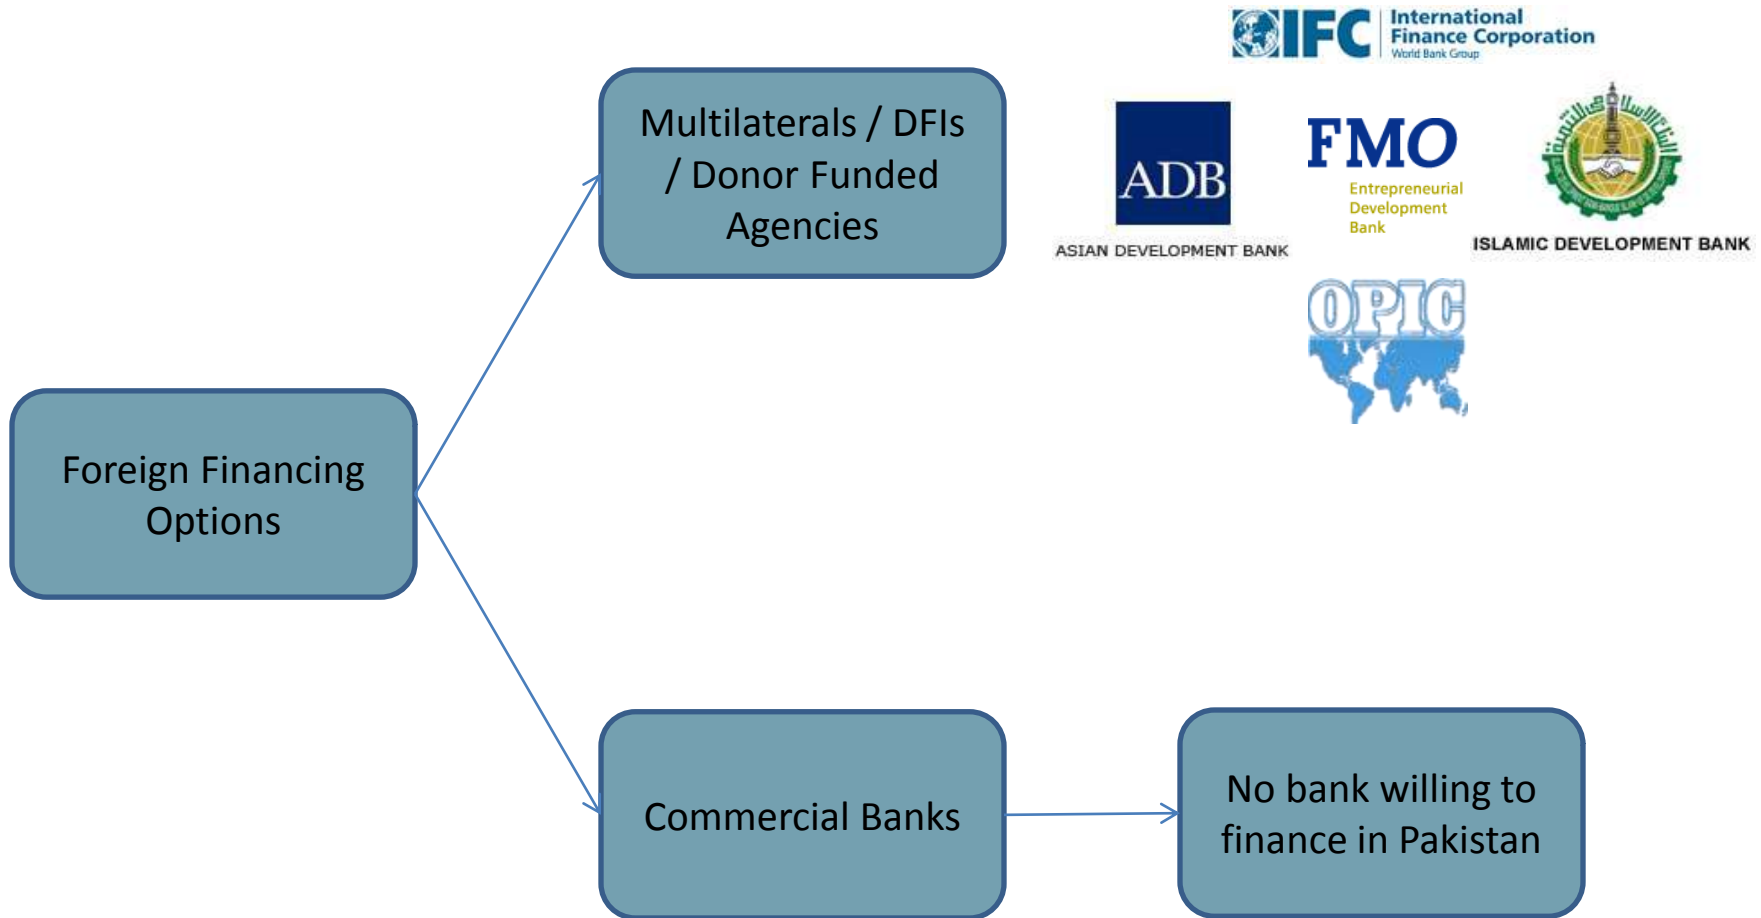 IFC
International
Finance Corporation
World Bank Group
Multilaterals / DFIs
/ Donor Funded
Agencies
ADB
ASIAN DEVELOPMENT BANK
FMO
Entrepreneurial
Development
Bank
ISLAMIC DEVELOPMENT BANK
OPIC
Foreign Financing
Options
Commercial Banks
No bank willing to
finance in Pakistan